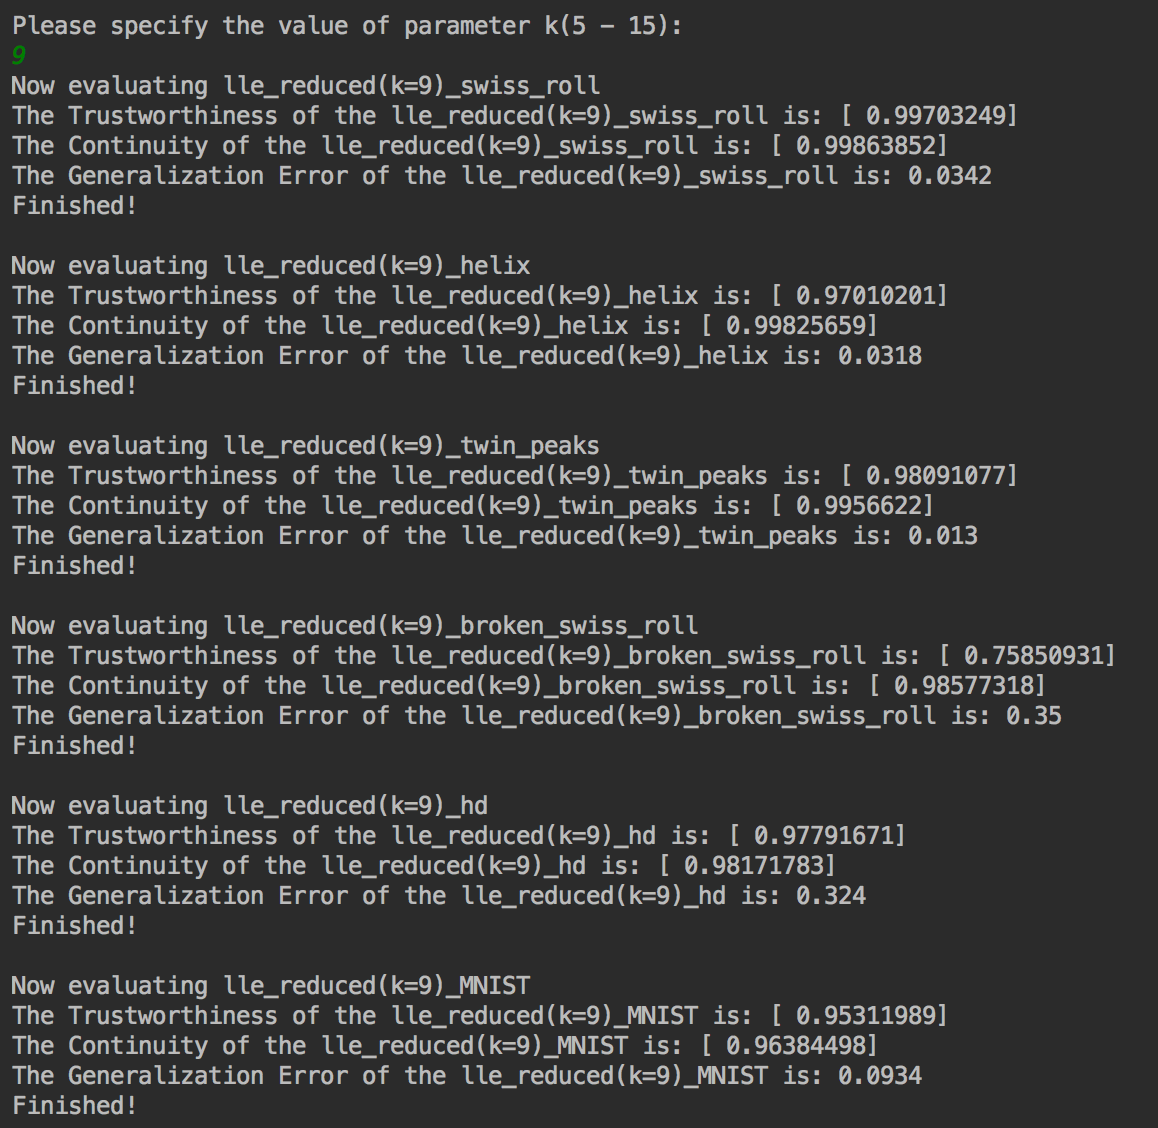 Please specify the value of parameter k(5 - 15):
9
Now evaluating lle_reduced(k=9)_swiss_roll
The Trustworthiness of the lle_reduced(k=9)_swiss_roll is: [ 0.99703249]
The Continuity of the lle_reduced(k=9)_swiss_roll is: [ 0.99863852]
The Generalization Error of the lle_reduced(k=9)_swiss_roll is: 0.0342
Finished!

Now evaluating lle_reduced(k=9)_helix
The Trustworthiness of the lle_reduced(k=9)_helix is: [ 0.97010201]
The Continuity of the lle_reduced(k=9)_helix is: [ 0.99825659]
The Generalization Error of the lle_reduced(k=9)_helix is: 0.0318
Finished!

Now evaluating lle_reduced(k=9)_twin_peaks
The Trustworthiness of the lle_reduced(k=9)_twin_peaks is: [ 0.98091077]
The Continuity of the lle_reduced(k=9)_twin_peaks is: [ 0.9956622]
The Generalization Error of the lle_reduced(k=9)_twin_peaks is: 0.013
Finished!

Now evaluating lle_reduced(k=9)_broken_swiss_roll
The Trustworthiness of the lle_reduced(k=9)_broken_swiss_roll is: [ 0.75850931]
The Continuity of the lle_reduced(k=9)_broken_swiss_roll is: [ 0.98577318]
The Generalization Error of the lle_reduced(k=9)_broken_swiss_roll is: 0.35
Finished!

Now evaluating lle_reduced(k=9)_hd
The Trustworthiness of the lle_reduced(k=9)_hd is: [ 0.97791671]
The Continuity of the lle_reduced(k=9)_hd is: [ 0.98171783]
The Generalization Error of the lle_reduced(k=9)_hd is: 0.324
Finished!

Now evaluating lle_reduced(k=9)_MNIST
The Trustworthiness of the lle_reduced(k=9)_MNIST is: [ 0.95311989]
The Continuity of the lle_reduced(k=9)_MNIST is: [ 0.96384498]
The Generalization Error of the lle_reduced(k=9)_MNIST is: 0.0934
Finished!